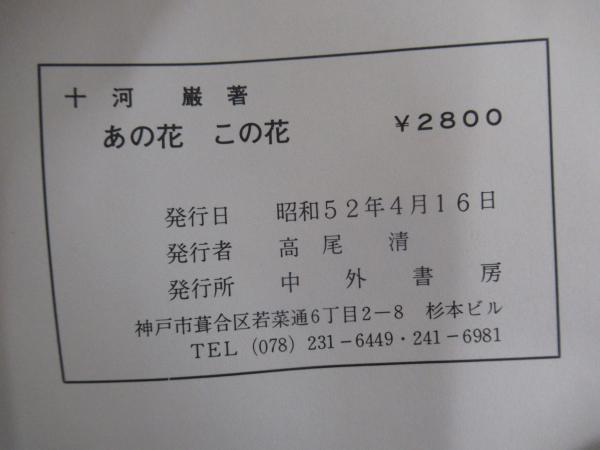 十河 巌著
あの花 この花 ￥2800
発行日 昭和52年4月16日
発行者 高尾 清
発行所 中外書房
神戸市葺合区若菜通6丁目2−8 杉本ビル
TEL (078) 231−6449・241−6981